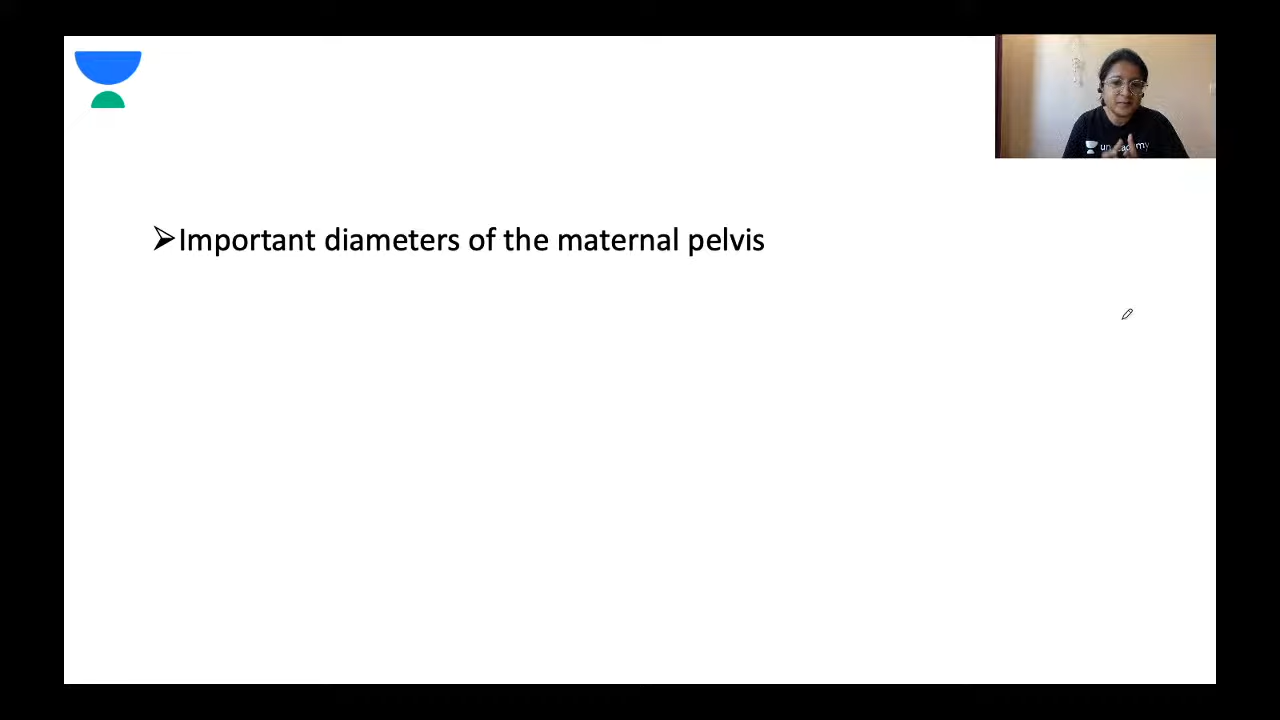 ➢Important diameters of the maternal pelvis